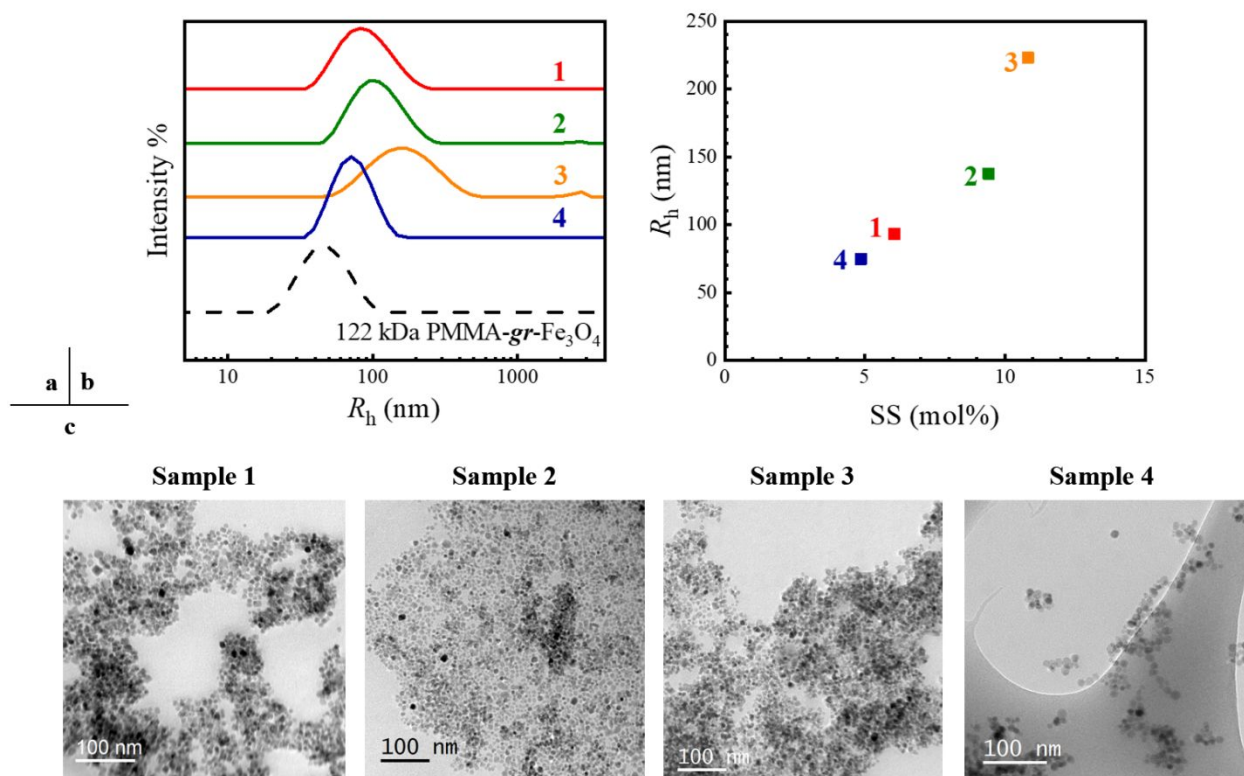 1
2
3
4
122 kDa PMMA-gr-Fe₃O₄
Intensity %
10 100 1000
R_h (nm)
250
200
150
100
50
0
3
2
1
4
R_h (nm)
0 5 10 15
SS (mol%)
a b
c
Sample 1 Sample 2 Sample 3 Sample 4
100 nm 100 nm 100 nm 100 nm